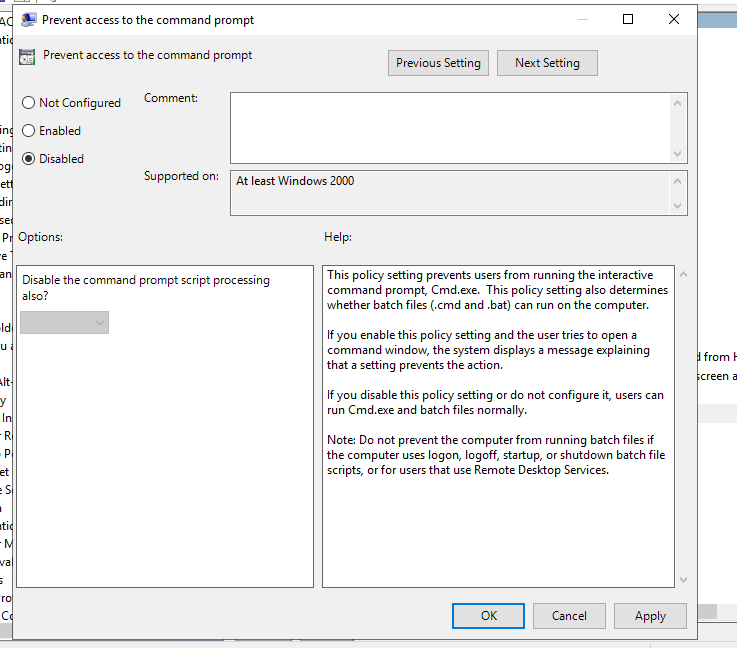 Prevent access to the command prompt
Prevent access to the command prompt
Previous Setting
Next Setting
Not Configured
Enabled
Disabled
Comment:
Supported on:
At least Windows 2000
Options:
Help:
Disable the command prompt script processing
also?
This policy setting prevents users from running the interactive
command prompt, Cmd.exe.  This policy setting also determines
whether batch files (.cmd and .bat) can run on the computer.
If you enable this policy setting and the user tries to open a
command window, the system displays a message explaining
that a setting prevents the action.
If you disable this policy setting or do not configure it, users can
run Cmd.exe and batch files normally.
Note: Do not prevent the computer from running batch files if
the computer uses logon, logoff, startup, or shutdown batch file
scripts, or for users that use Remote Desktop Services.
from H
screen a
OK
Cancel
Apply